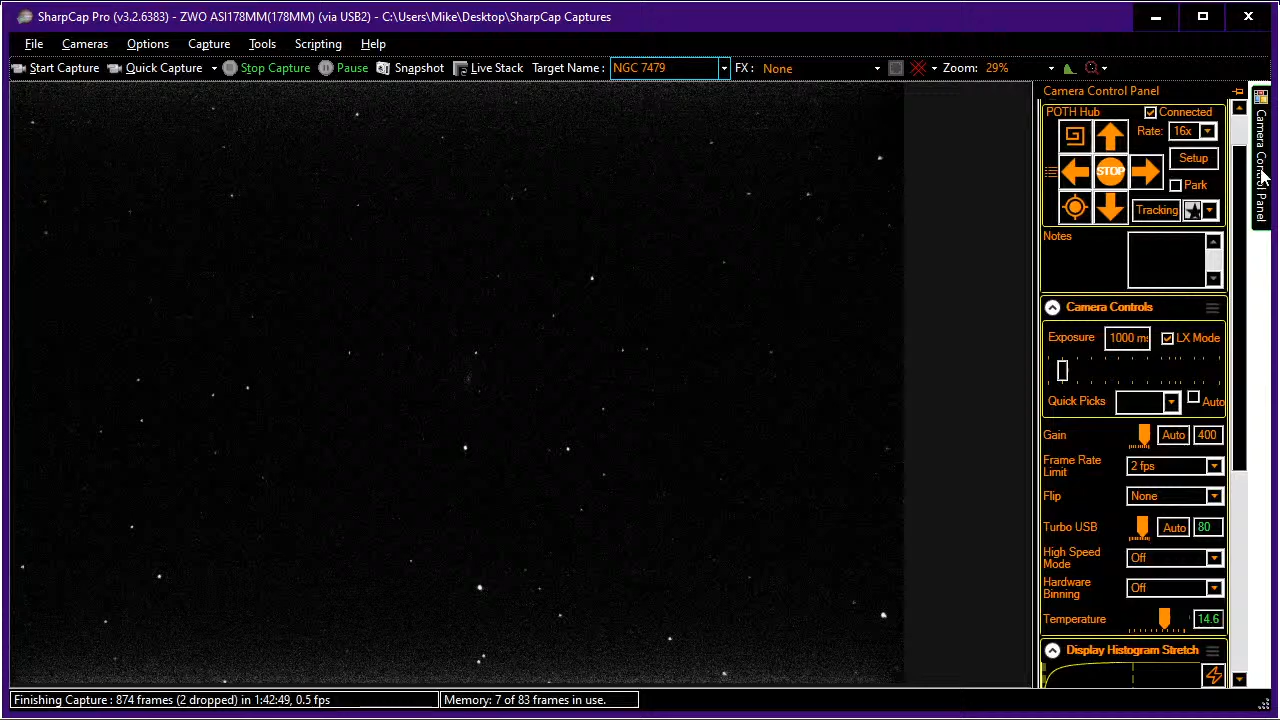 SharpCap Pro (v3.2.6383) - ZWO ASI178MM(178MM) (via USB2) - C:\Users\Mike\Desktop\SharpCap Captures
File Cameras Options Capture Tools Scripting Help
Start Capture Quick Capture Stop Capture Pause Snapshot Live Stack Target Name : NGC 7479 FX : None Zoom: 29%
Camera Control Panel
Camera Control Panel
POTH Hub Connected
Rate: 16x
Setup
STOP
Park
Tracking
Notes
Camera Controls
Exposure 1000 ms LX Mode
Quick Picks Auto
Gain Auto 400
Frame Rate Limit 2 fps
Flip None
Turbo USB Auto 80
High Speed Mode Off
Hardware Binning Off
Temperature 14.6
Display Histogram Stretch
Finishing Capture : 874 frames (2 dropped) in 1:42:49, 0.5 fps Memory: 7 of 83 frames in use.